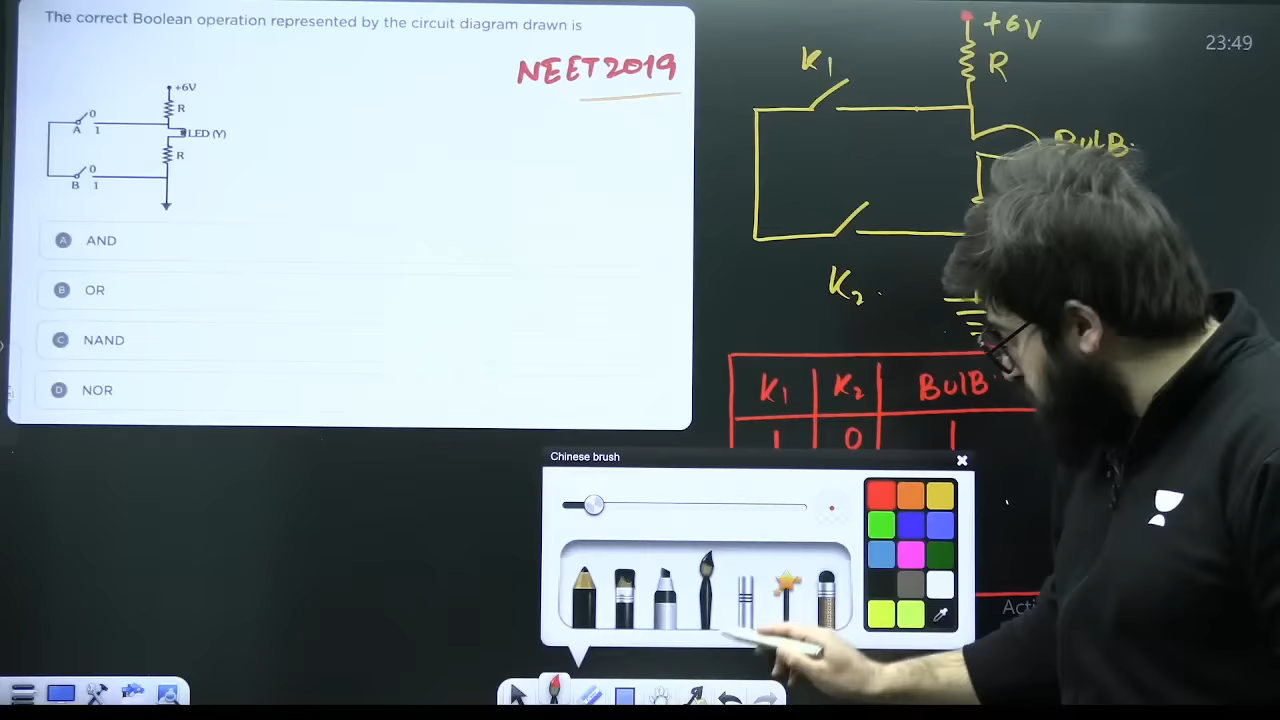 The correct Boolean operation represented by the circuit diagram drawn is
NEET2019
+6V
R
0
A 1
LED (Y)
R
0
B 1
A AND
B OR
C NAND
D NOR
+6V
R
K1
BulB
K2
23:49
K1 K2 BulB
1 0 1
Chinese brush
Acti